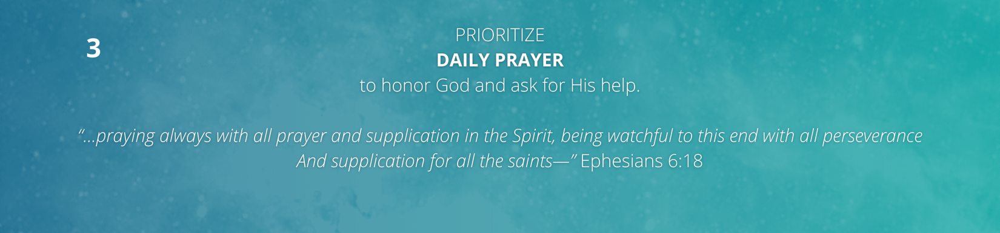 3
PRIORITIZE
DAILY PRAYER
to honor God and ask for His help.
“...praying always with all prayer and supplication in the Spirit, being watchful to this end with all perseverance
And supplication for all the saints—” Ephesians 6:18